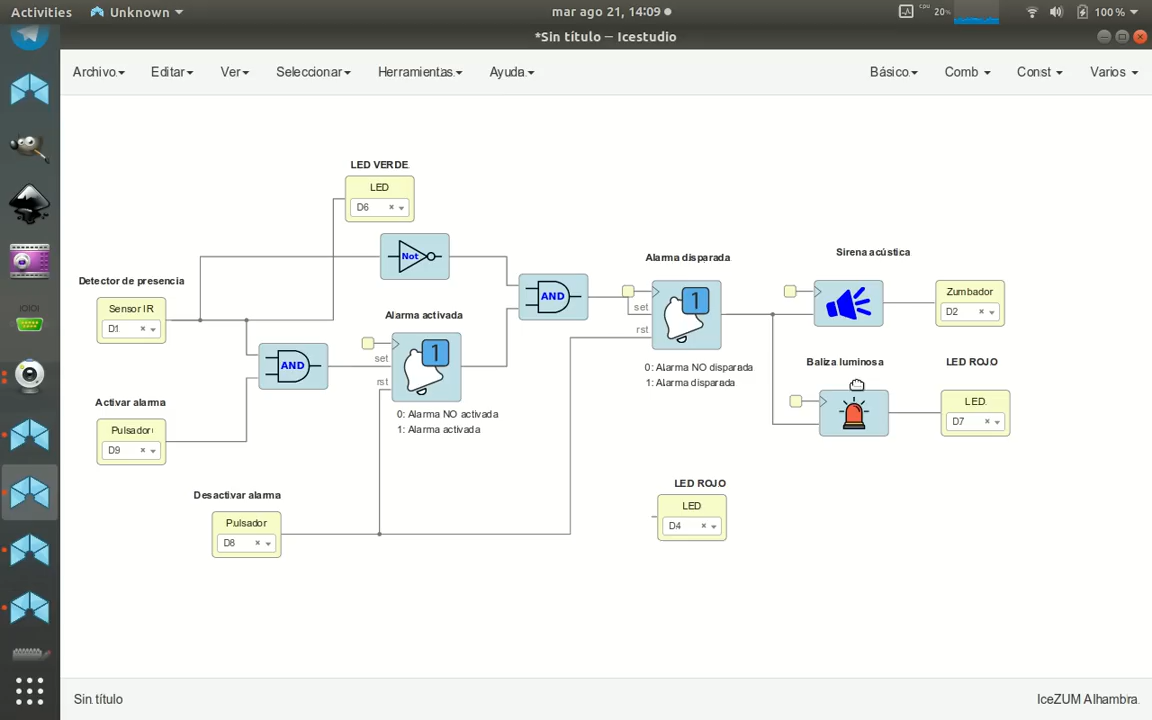 Activities
Unknown
mar ago 21, 14:09
cpu 20%
100 %
*Sin título – Icestudio
Archivo
Editar
Ver
Seleccionar
Herramientas
Ayuda
Básico
Comb
Const
Varios
LED VERDE
LED
D6
Not
Detector de presencia
Sensor IR
D1
AND
Alarma activada
set
rst
1
0: Alarma NO activada
1: Alarma activada
Activar alarma
Pulsador
D9
Desactivar alarma
Pulsador
D8
AND
Alarma disparada
set
rst
1
0: Alarma NO disparada
1: Alarma disparada
Sirena acústica
Zumbador
D2
Baliza luminosa
LED ROJO
LED
D7
LED ROJO
LED
D4
Sin título
IceZUM Alhambra